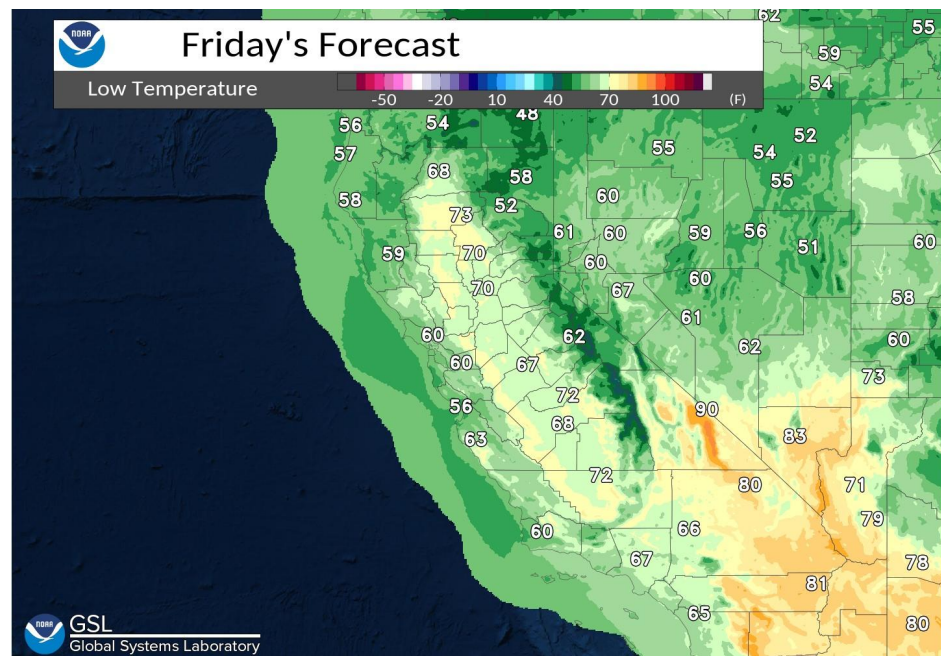 NOAA
Friday's Forecast
Low Temperature
-50 -20 10 40 70 100 (F)
62
55
59
54
48
56 54 52
57 55 54
68 58 55
58 60
73 52
61 60 59 56 60
59 70 60 51
70 67 60 58
61
60 62 62 60
60 67 73
72
56 90
68 83
63
72 80 71
79
60 66
67 78
81
65 80
NOAA GSL
Global Systems Laboratory